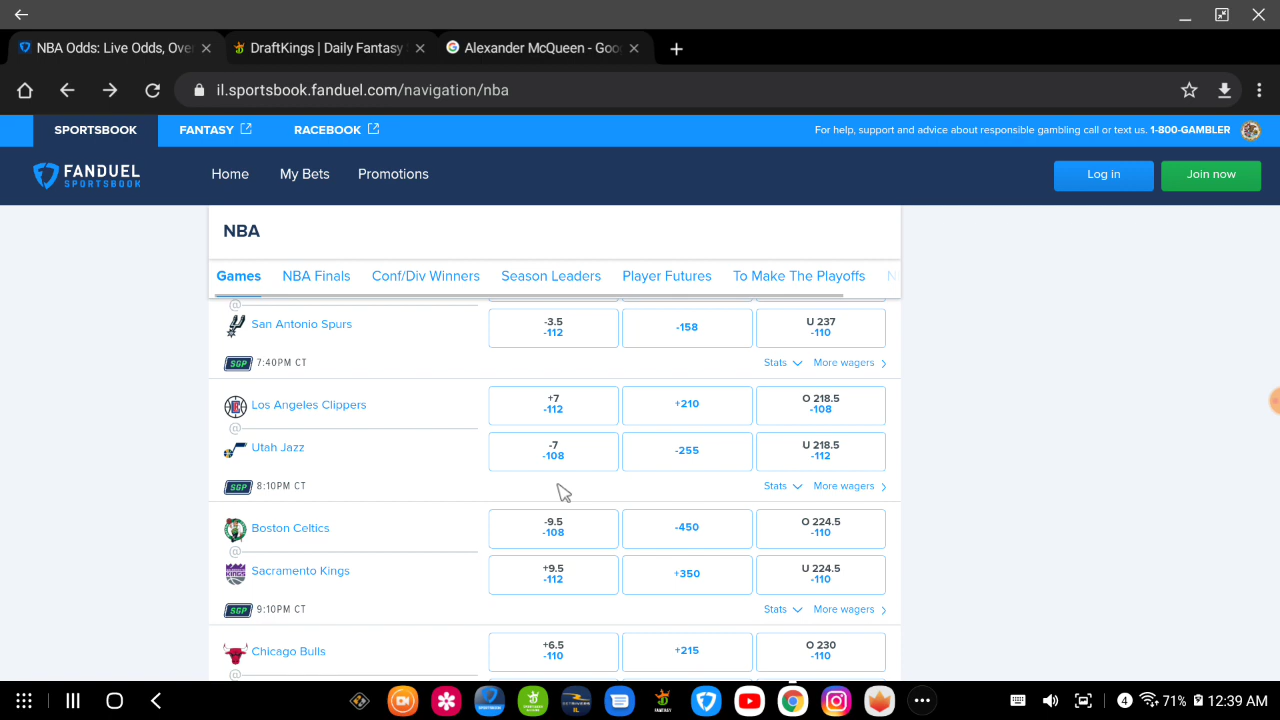 NBA Odds: Live Odds, Ove
DraftKings | Daily Fantasy
Alexander McQueen - Goo
il.sportsbook.fanduel.com/navigation/nba
SPORTSBOOK FANTASY RACEBOOK For help, support and advice about responsible gambling call or text us. 1-800-GAMBLER
FANDUEL
SPORTSBOOK
Home My Bets Promotions Log in Join now
NBA
Games NBA Finals Conf/Div Winners Season Leaders Player Futures To Make The Playoffs N
@
San Antonio Spurs
-3.5
-112
-158
U 237
-110
SGP 7:40PM CT Stats More wagers
Los Angeles Clippers
+7
-112
+210
O 218.5
-108
@
Utah Jazz
-7
-108
-255
U 218.5
-112
SGP 8:10PM CT Stats More wagers
Boston Celtics
-9.5
-108
-450
O 224.5
-110
@
Sacramento Kings
+9.5
-112
+350
U 224.5
-110
SGP 9:10PM CT Stats More wagers
Chicago Bulls
+6.5
-110
+215
O 230
-110
@
4 71% 12:39 AM